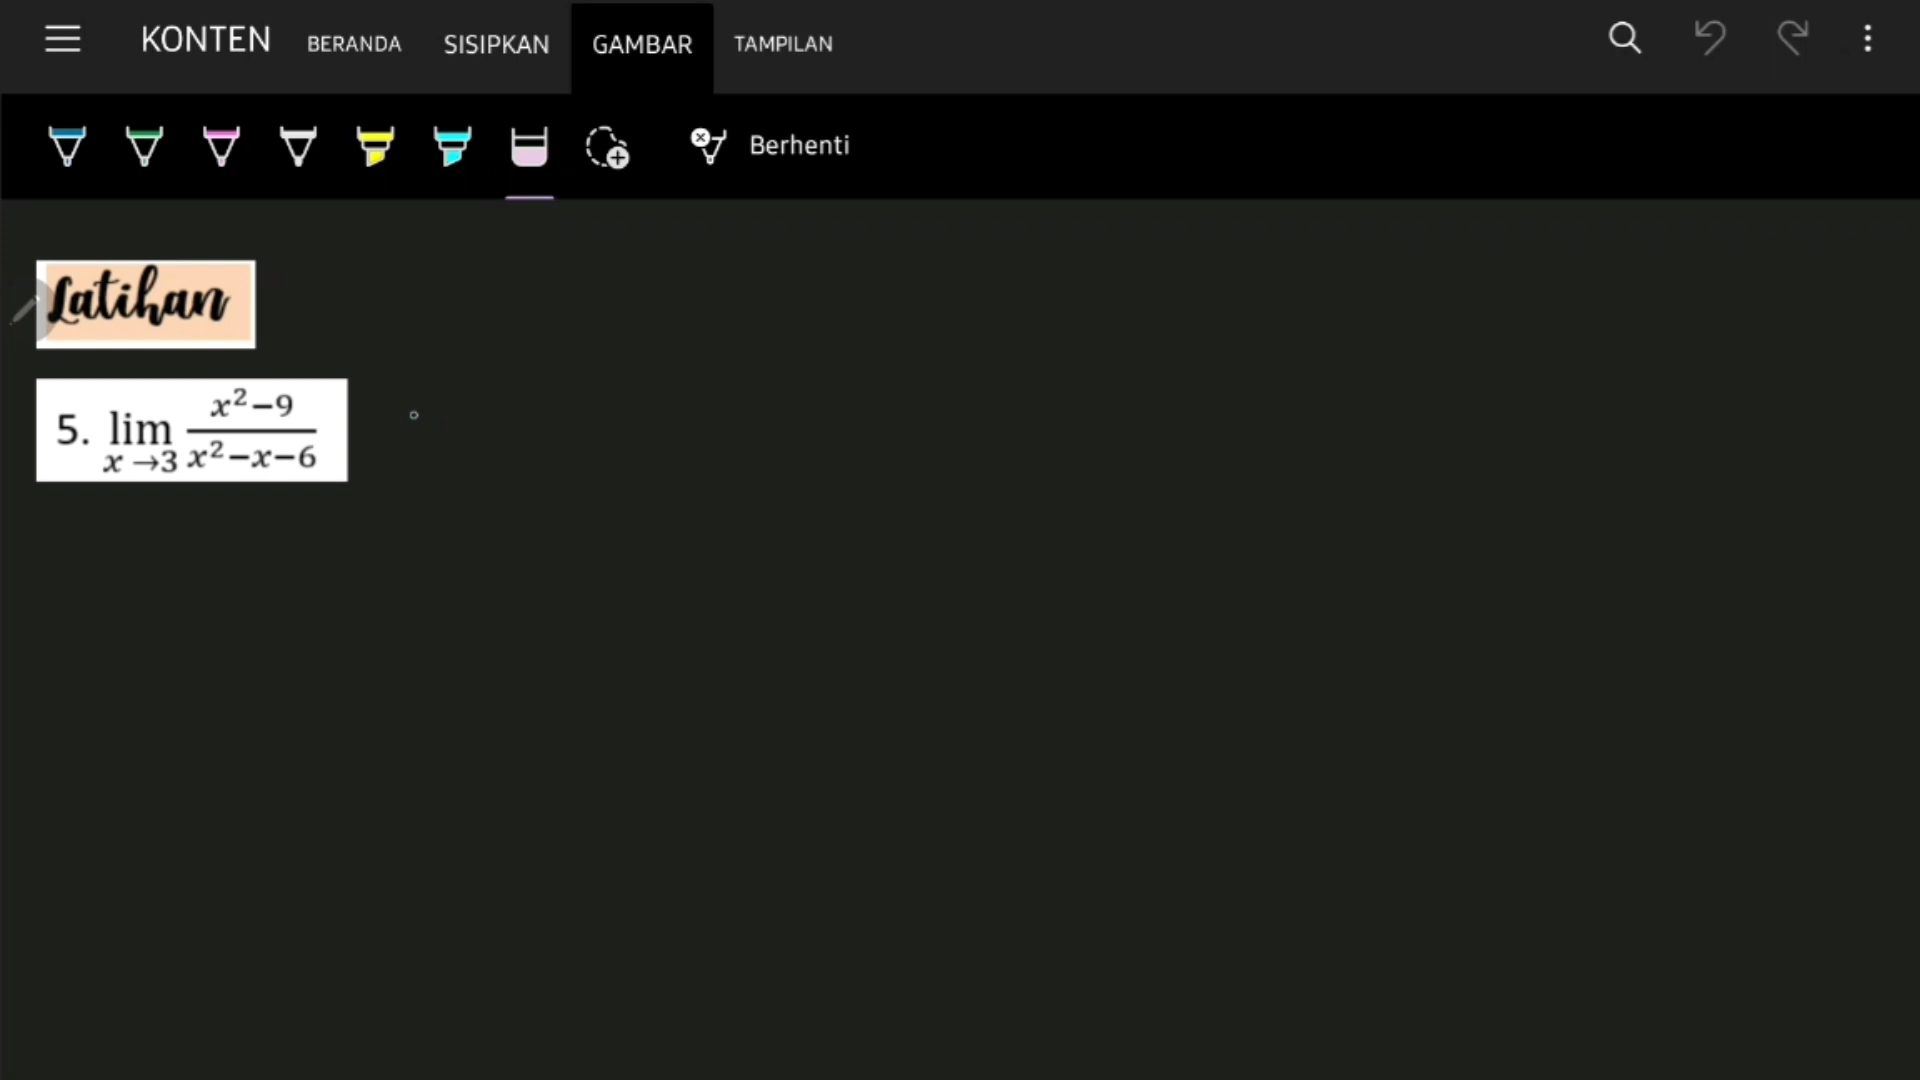 KONTEN BERANDA SISIPKAN GAMBAR TAMPILAN
Berhenti
Latihan
5. lim x→3 x²−9 / x²−x−6